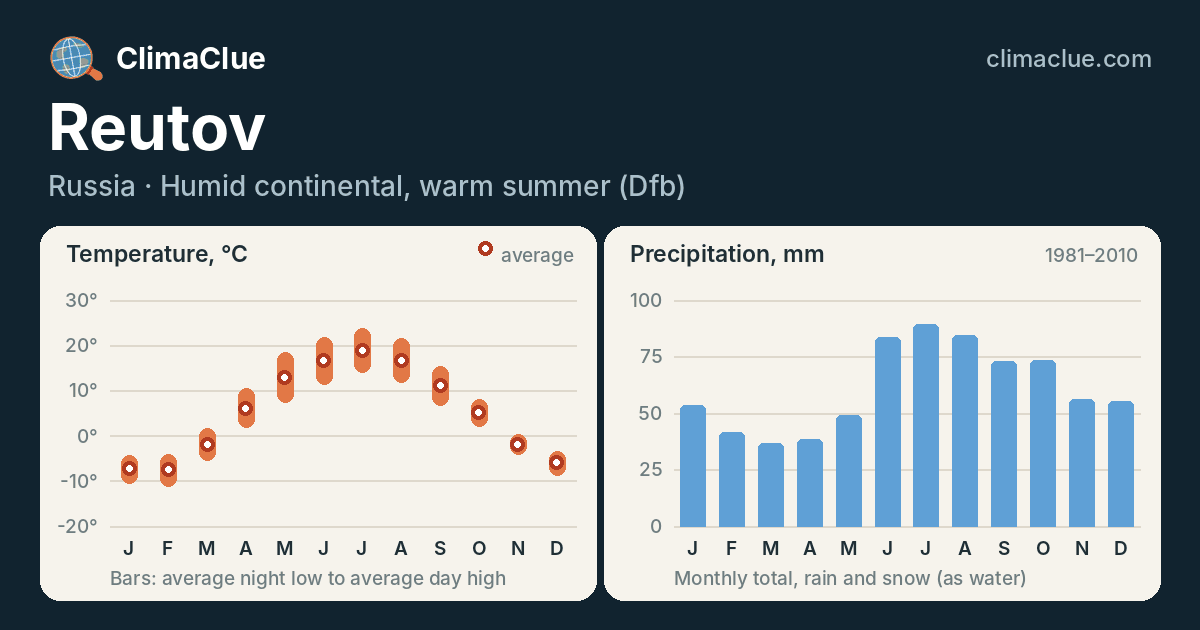 ClimaClue
climaclue.com
Reutov
Russia · Humid continental, warm summer (Dfb)
Temperature, °C
average
30°
20°
10°
0°
-10°
-20°
J F M A M J J A S O N D
Bars: average night low to average day high
Precipitation, mm
1981–2010
100
75
50
25
0
J F M A M J J A S O N D
Monthly total, rain and snow (as water)